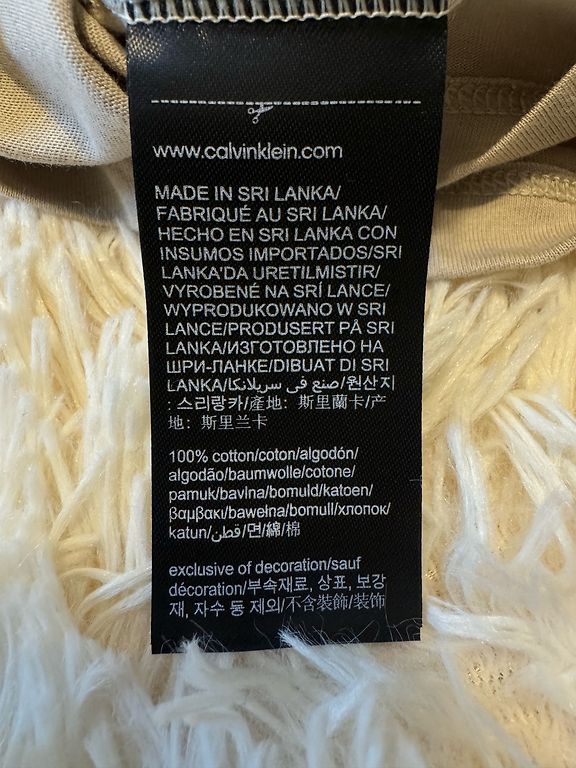 www.calvinklein.com
MADE IN SRI LANKA/
FABRIQUÉ AU SRI LANKA/
HECHO EN SRI LANKA CON
INSUMOS IMPORTADOS/SRI
LANKA'DA URETILMISTIR/
VYROBENÉ NA SRÍ LANCE/
WYPRODUKOWANO W SRI
LANCE/PRODUSERT PÅ SRI
LANKA/ИЗГОТОВЛЕНО НА
ШРИ-ЛАНКЕ/DIBUAT DI SRI
LANKA/صنع في سريلانكا/원산지
: 스리랑카/產地：斯里蘭卡/产
地：斯里兰卡
100% cotton/coton/algodón/
algodão/baumwolle/cotone/
pamuk/bavlna/bomuld/katoen/
βαμβακι/bawełna/bomull/хлопок/
katun/قطن/면/綿/棉
exclusive of decoration/sauf
décoration/부속재료, 상표, 보강
재, 자수 등 제외/不含裝飾/装饰